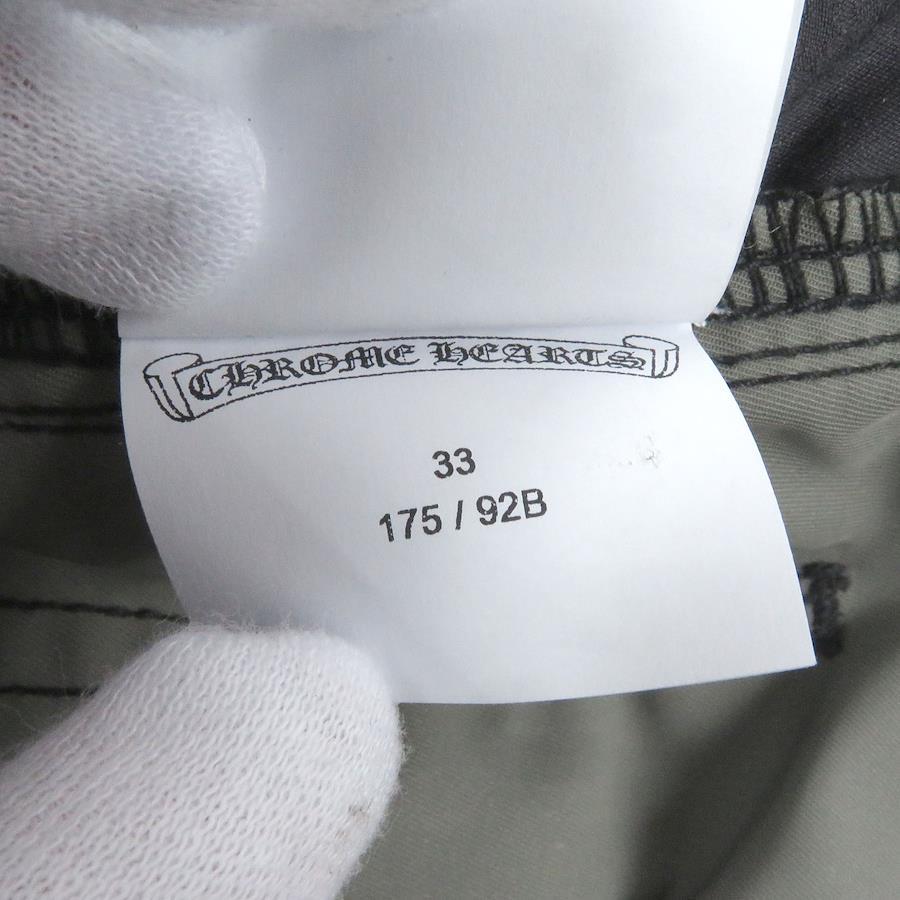 CHROME HEARTS
33
175 / 92B